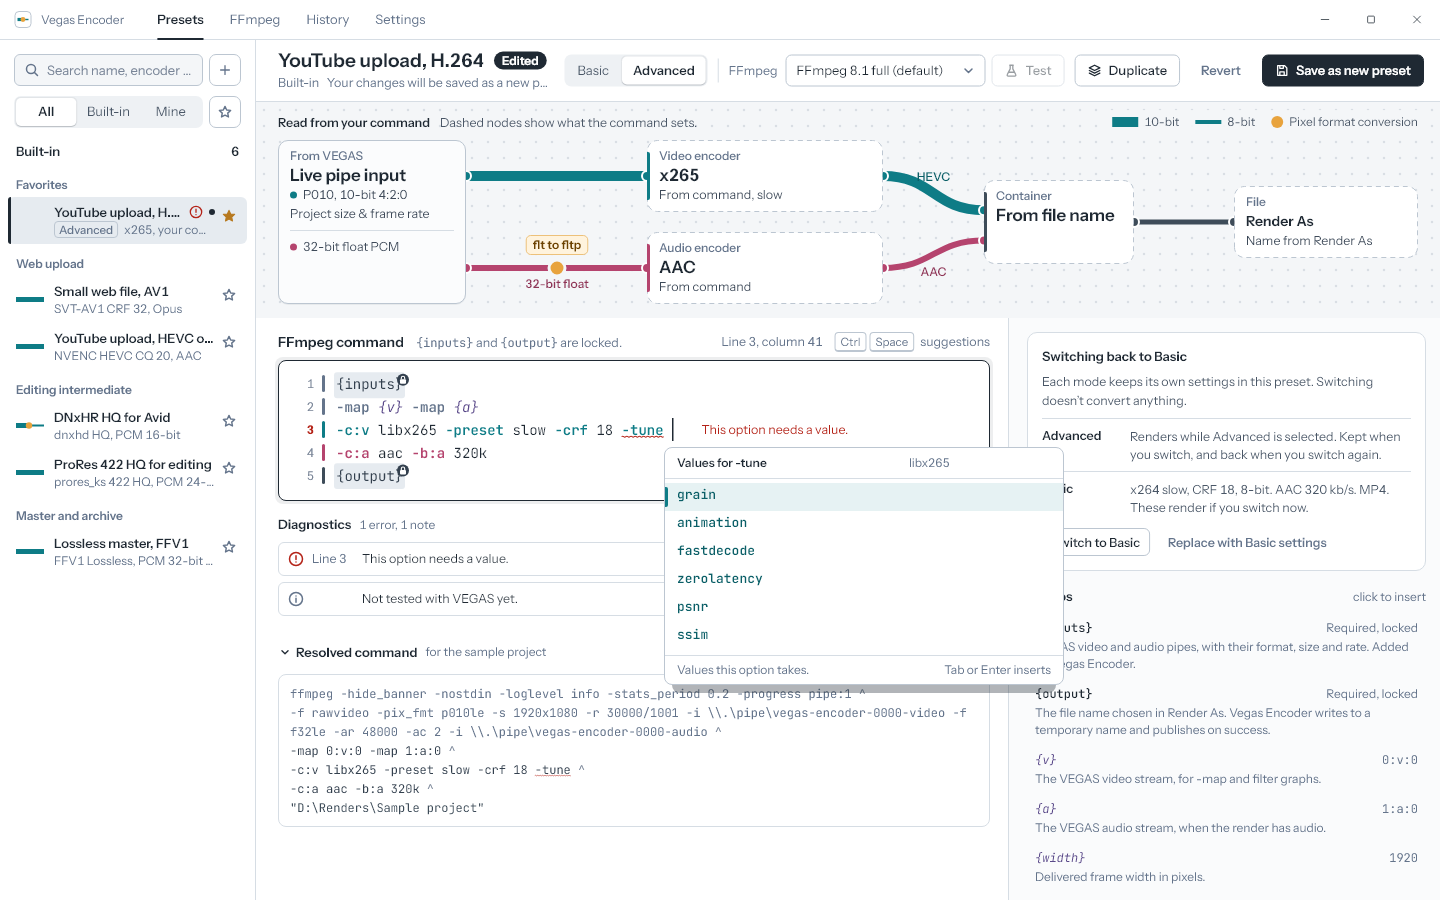 Vegas Encoder
Presets
FFmpeg
History
Settings
Search name, encoder ...
All
Built-in
Mine
Built-in
6
Favorites
YouTube upload, H....
Advanced
x265, your co...
Web upload
Small web file, AV1
SVT-AV1 CRF 32, Opus
YouTube upload, HEVC o...
NVENC HEVC CQ 20, AAC
Editing intermediate
DNxHR HQ for Avid
dnxhd HQ, PCM 16-bit
ProRes 422 HQ for editing
prores_ks 422 HQ, PCM 24-...
Master and archive
Lossless master, FFV1
FFV1 Lossless, PCM 32-bit ...
YouTube upload, H.264
Edited
Built-in Your changes will be saved as a new p...
Basic
Advanced
FFmpeg
FFmpeg 8.1 full (default)
Test
Duplicate
Revert
Save as new preset
Read from your command Dashed nodes show what the command sets.
10-bit
8-bit
Pixel format conversion
From VEGAS
Live pipe input
P010, 10-bit 4:2:0
Project size & frame rate
32-bit float PCM
flt to fltp
32-bit float
Video encoder
x265
From command, slow
Audio encoder
AAC
From command
HEVC
AAC
Container
From file name
File
Render As
Name from Render As
FFmpeg command {inputs} and {output} are locked.
Line 3, column 41 Ctrl Space suggestions
1 {inputs}
2 -map {v} -map {a}
3 -c:v libx265 -preset slow -crf 18 -tune This option needs a value.
4 -c:a aac -b:a 320k
5 {output}
Values for -tune
libx265
grain
animation
fastdecode
zerolatency
psnr
ssim
Values this option takes.
Tab or Enter inserts
Diagnostics 1 error, 1 note
Line 3 This option needs a value.
Not tested with VEGAS yet.
Resolved command for the sample project
ffmpeg -hide_banner -nostdin -loglevel info -stats_period 0.2 -progress pipe:1 ^
-f rawvideo -pix_fmt p010le -s 1920x1080 -r 30000/1001 -i \\.\pipe\vegas-encoder-0000-video -f
f32le -ar 48000 -ac 2 -i \\.\pipe\vegas-encoder-0000-audio ^
-map 0:v:0 -map 1:a:0 ^
-c:v libx265 -preset slow -crf 18 -tune ^
-c:a aac -b:a 320k ^
"D:\Renders\Sample project"
Switching back to Basic
Each mode keeps its own settings in this preset. Switching
doesn't convert anything.
Advanced
Renders while Advanced is selected. Kept when
you switch, and back when you switch again.
ic
x264 slow, CRF 18, 8-bit. AAC 320 kb/s. MP4.
These render if you switch now.
witch to Basic
Replace with Basic settings
s
click to insert
uts}
Required, locked
AS video and audio pipes, with their format, size and rate. Added
egas Encoder.
{output}
Required, locked
The file name chosen in Render As. Vegas Encoder writes to a
temporary name and publishes on success.
{v}
0:v:0
The VEGAS video stream, for -map and filter graphs.
{a}
1:a:0
The VEGAS audio stream, when the render has audio.
{width}
1920
Delivered frame width in pixels.